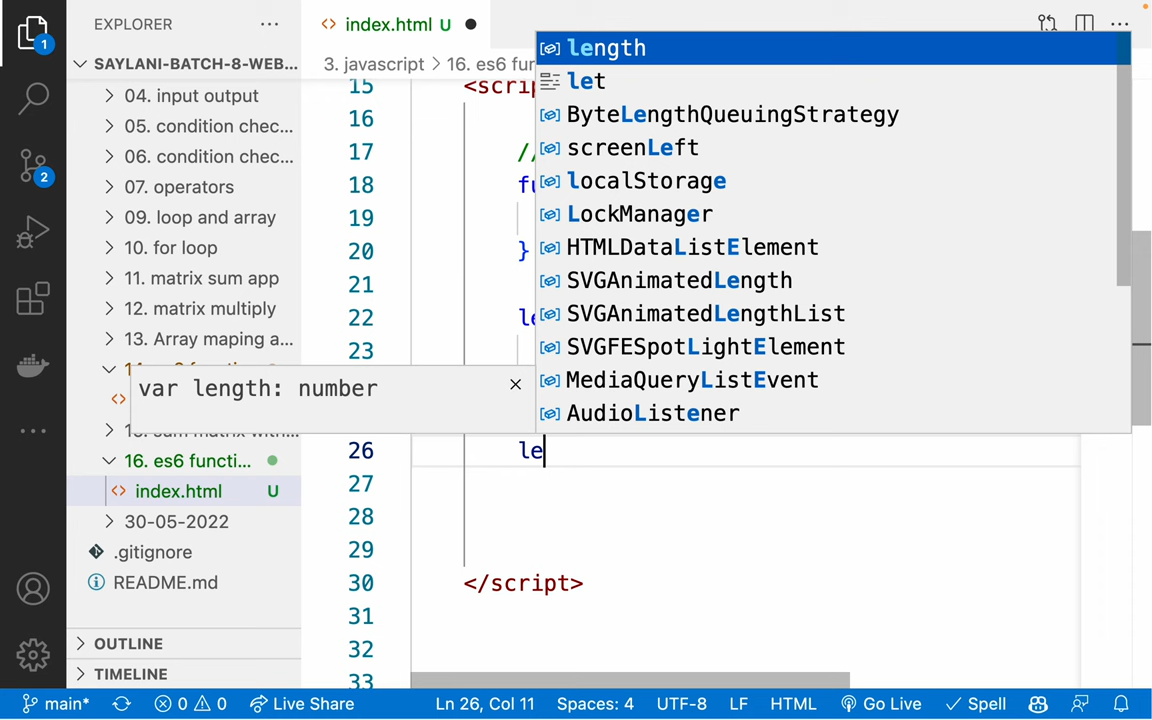 EXPLORER
index.html U
1
SAYLANI-BATCH-8-WEB...
3. javascript > 16. es6 fur
04. input output
05. condition chec...
06. condition chec...
07. operators
09. loop and array
10. for loop
11. matrix sum app
12. matrix multiply
13. Array maping a...
16. es6 functi...
index.html U
30-05-2022
.gitignore
README.md
OUTLINE
TIMELINE
2
15 <scrip
16
17 //
18 fu
19
20 }
21
22 le
23
26 le
27
28
29
30 </script>
31
32
33
length
let
ByteLengthQueuingStrategy
screenLeft
localStorage
LockManager
HTMLDataListElement
SVGAnimatedLength
SVGAnimatedLengthList
SVGFESpotLightElement
MediaQueryListEvent
AudioListener
var length: number
main* 0 0 Live Share Ln 26, Col 11 Spaces: 4 UTF-8 LF HTML Go Live Spell